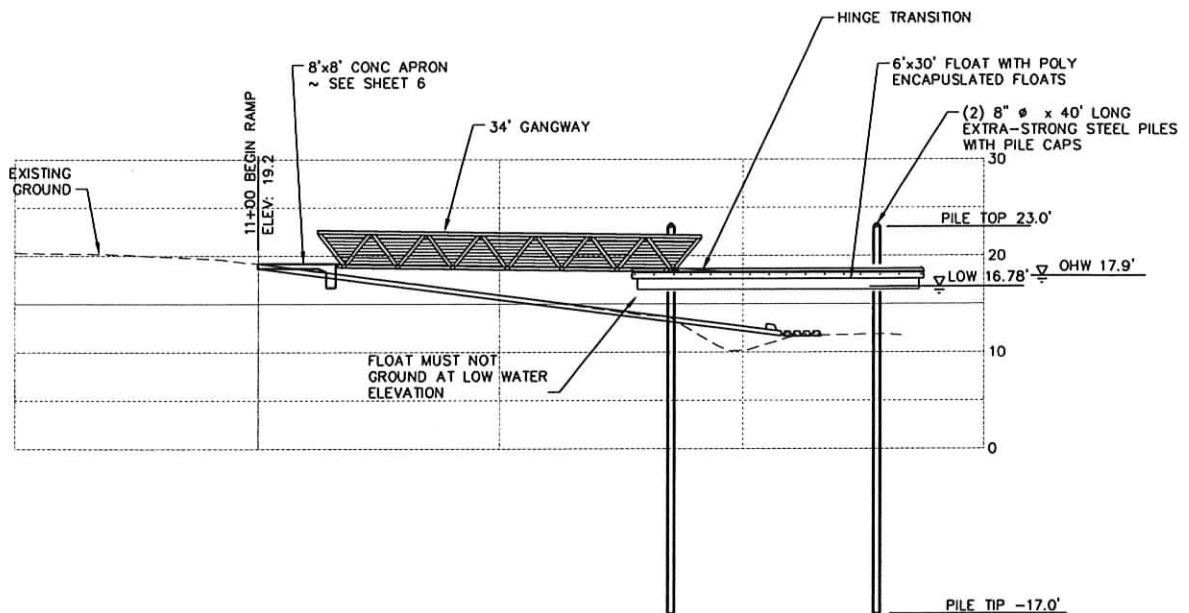 HINGE TRANSITION
8'x8' CONC APRON
~ SEE SHEET 6
6'x30' FLOAT WITH POLY
ENCAPUSLATED FLOATS
34' GANGWAY
(2) 8" ø x 40' LONG
EXTRA-STRONG STEEL PILES
WITH PILE CAPS
11+00 BEGIN RAMP
ELEV: 19.2
30
EXISTING
GROUND
PILE TOP 23.0'
20
LOW 16.78'
OHW 17.9'
FLOAT MUST NOT
GROUND AT LOW WATER
ELEVATION
10
0
PILE TIP -17.0'